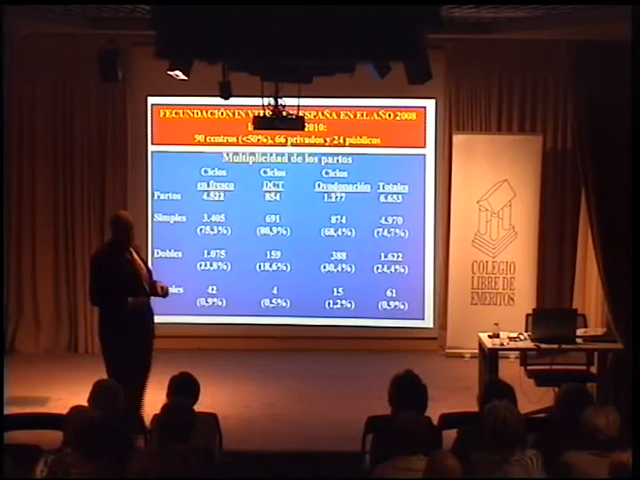 FECUNDACIÓN IN ESPAÑA EN EL AÑO 2008
2010:
90 centros (<50%), 66 privados y 24 públicos
Multiplicidad de los partos
Ciclos Ciclos Ciclos
en fresco DCT Ovodonación Totales
Partos 4.522 854 1.277 6.653
Simples 3.405 691 874 4.970
(75,3%) (80,9%) (68,4%) (74,7%)
Dobles 1.075 159 388 1.622
(23,8%) (18,6%) (30,4%) (24,4%)
42 4 15 61
(0,9%) (0,5%) (1,2%) (0,9%)
COLEGIO
LIBRE DE
EMERITOS